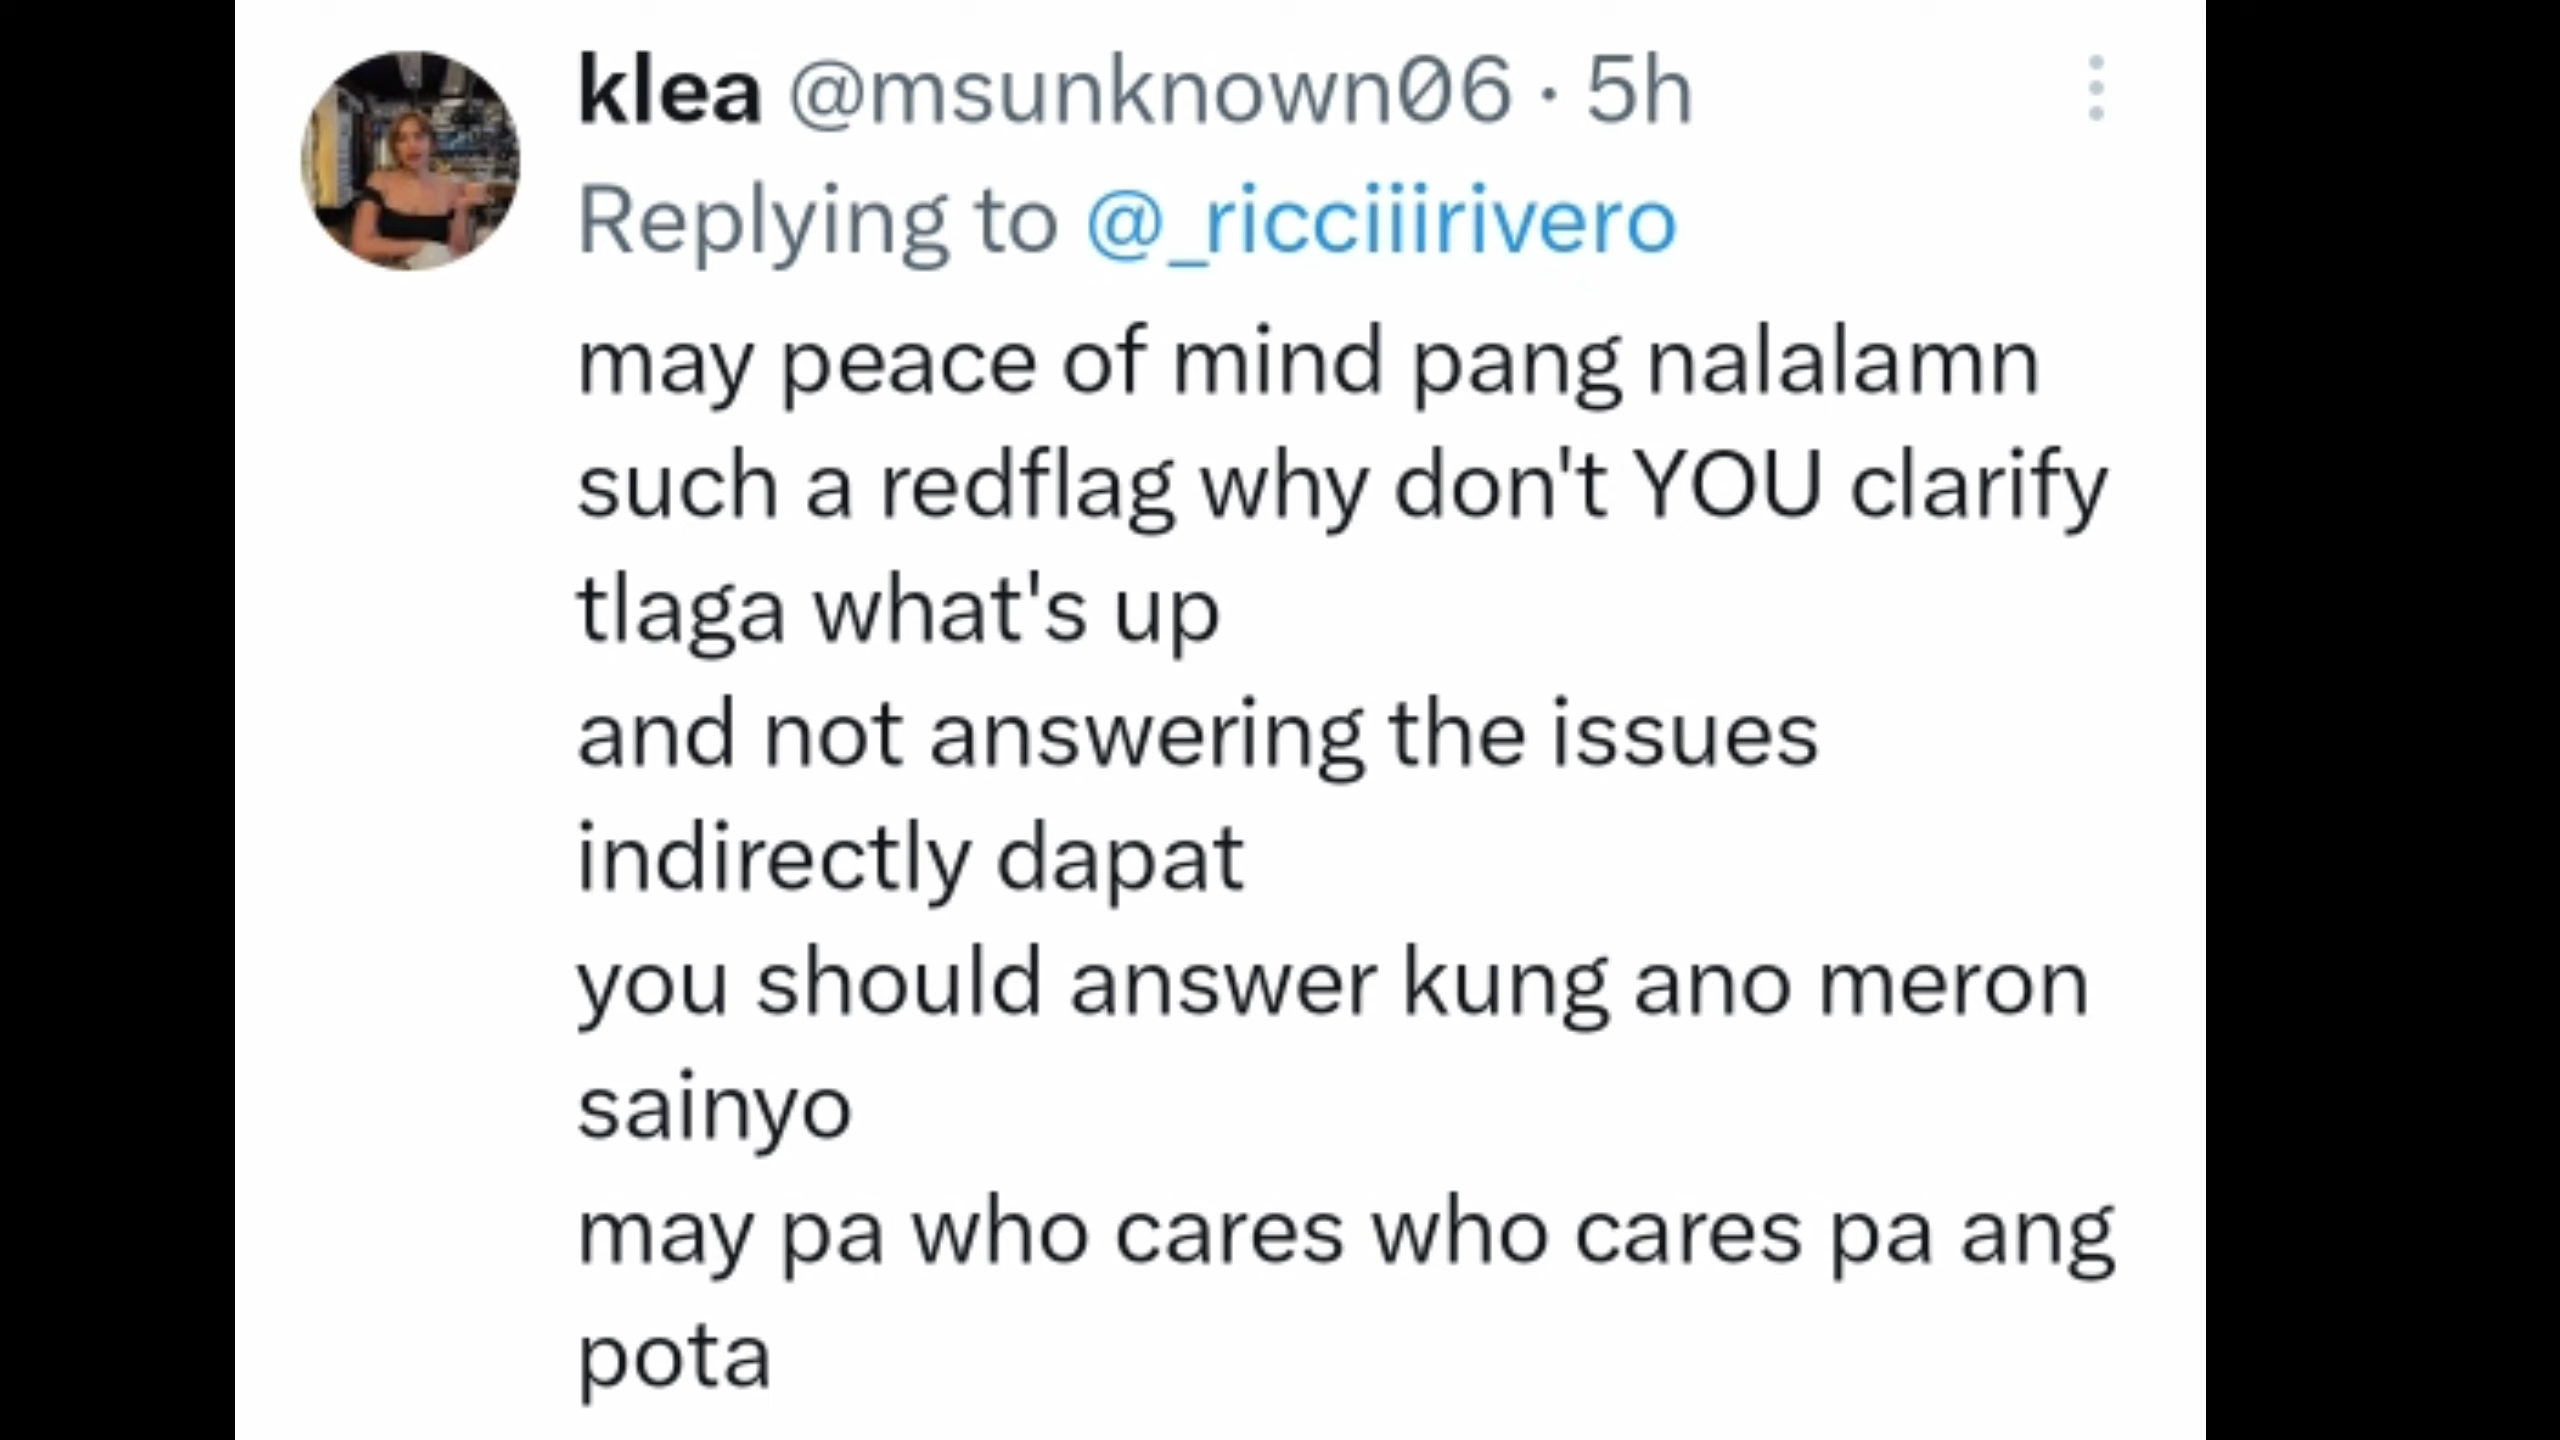 klea @msunknown06 · 5h
Replying to @_ricciiirivero
may peace of mind pang nalalamn
such a redflag why don't YOU clarify
tlaga what's up
and not answering the issues
indirectly dapat
you should answer kung ano meron
sainyo
may pa who cares who cares pa ang
pota